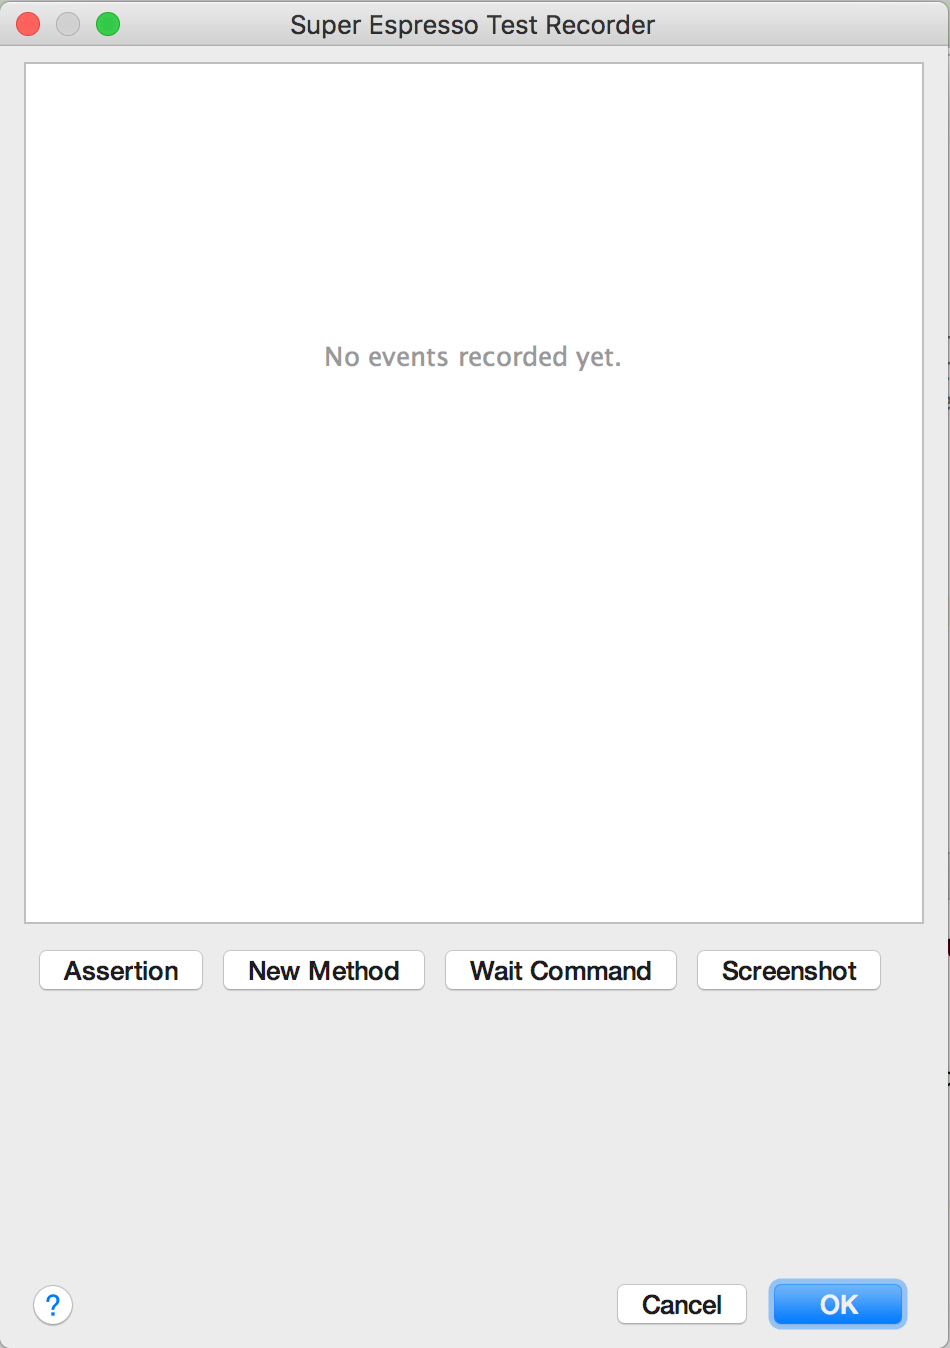 Super Espresso Test Recorder
No events recorded yet.
Assertion New Method Wait Command Screenshot
? Cancel OK